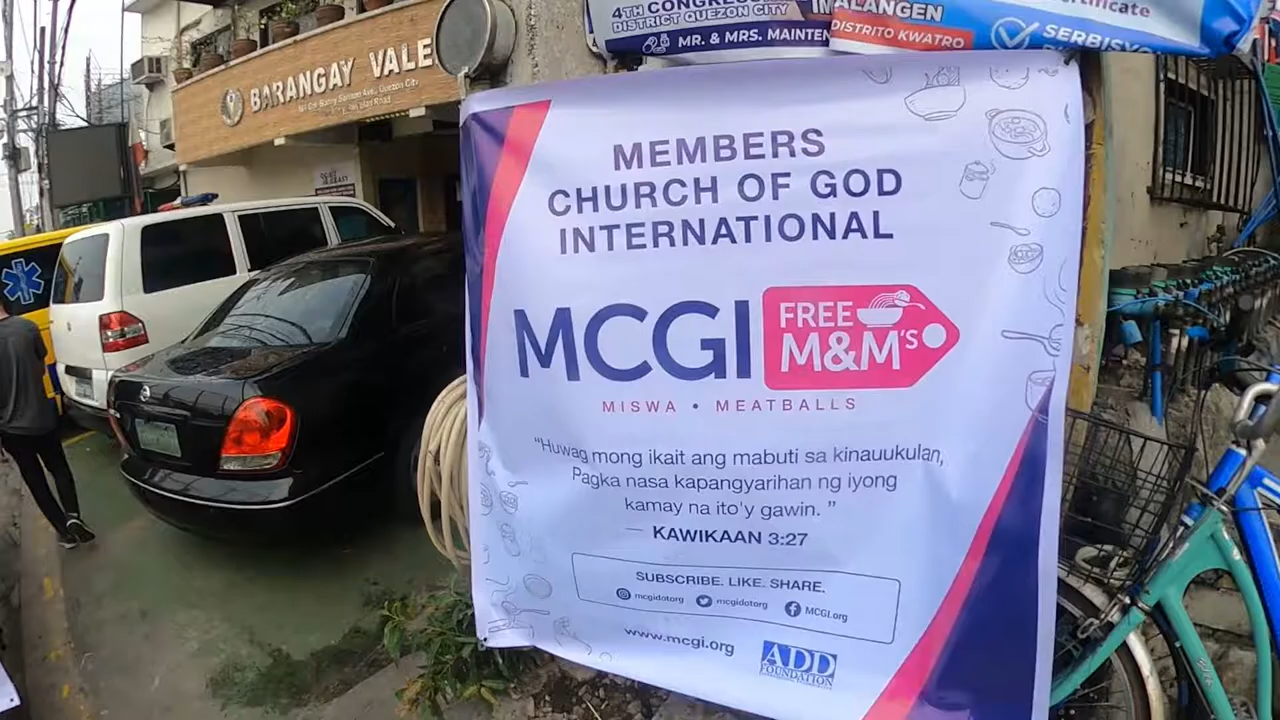 4TH CONGRESS
DISTRICT QUEZON CITY
MR. & MRS. MAINTEN
MALANGEN
DISTRITO KWATRO
ertificate
SERBISYO
BARANGAY VALE
MEMBERS
CHURCH OF GOD
INTERNATIONAL
MCGI
FREE
M&M's
MISWA • MEATBALLS
“Huwag mong ikait ang mabuti sa kinauukulan,
Pagka nasa kapangyarihan ng iyong
kamay na ito'y gawin. ”
— KAWIKAAN 3:27
SUBSCRIBE. LIKE. SHARE.
mcgidotorg mcgidotorg MCGI.org
www.mcgi.org
ADD
FOUNDATION